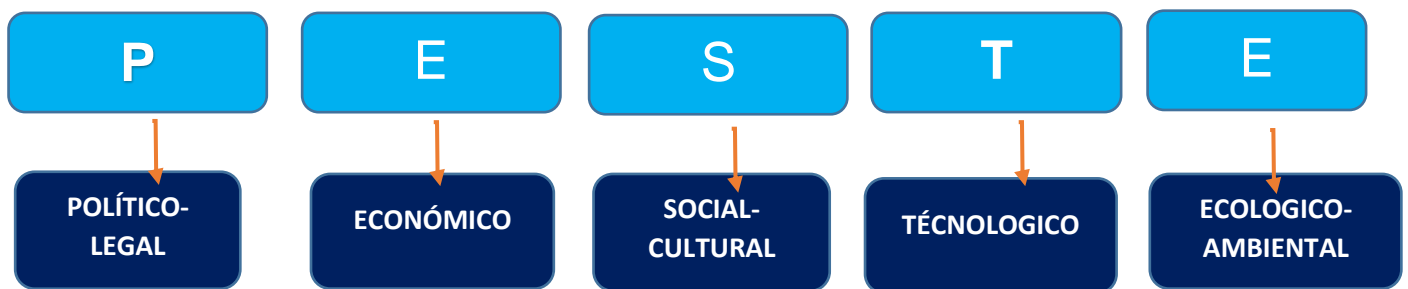 P
E
S
T
E
POLÍTICO-
LEGAL
ECONÓMICO
SOCIAL-
CULTURAL
TÉCNOLOGICO
ECOLOGICO-
AMBIENTAL